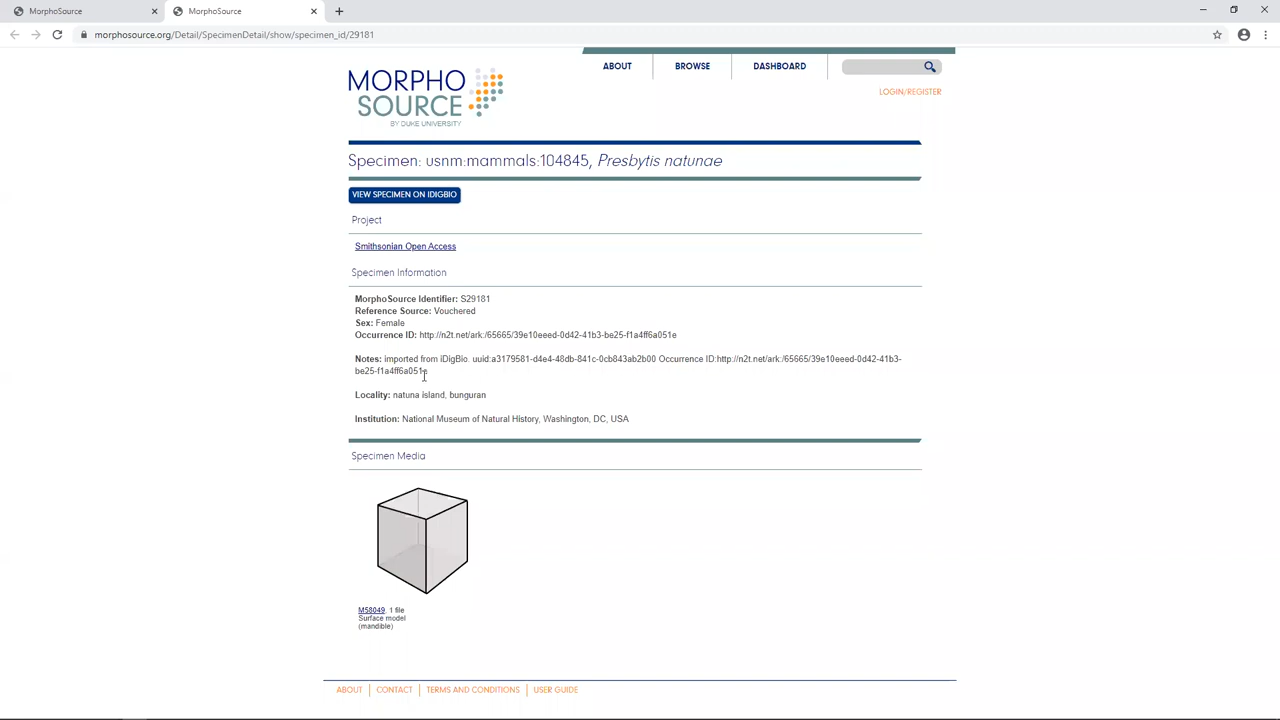 MorphoSource
MorphoSource
morphosource.org/Detail/SpecimenDetail/show/specimen_id/29181
ABOUT BROWSE DASHBOARD
MORPHO
SOURCE
BY DUKE UNIVERSITY
LOGIN/REGISTER
Specimen: usnm:mammals:104845, Presbytis natunae
VIEW SPECIMEN ON IDIGBIO
Project
Smithsonian Open Access
Specimen Information
MorphoSource Identifier: S29181
Reference Source: Vouchered
Sex: Female
Occurrence ID: http://n2t.net/ark:/65665/39e10eeed-0d42-41b3-be25-f1a4ff6a051e
Notes: imported from iDigBio. uuid:a3179581-d4e4-48db-841c-0cb843ab2b00 Occurrence ID:http://n2t.net/ark:/65665/39e10eeed-0d42-41b3-
be25-f1a4ff6a051e
Locality: natuna island, bunguran
Institution: National Museum of Natural History, Washington, DC, USA
Specimen Media
M58049, 1 file
Surface model
(mandible)
ABOUT CONTACT TERMS AND CONDITIONS USER GUIDE